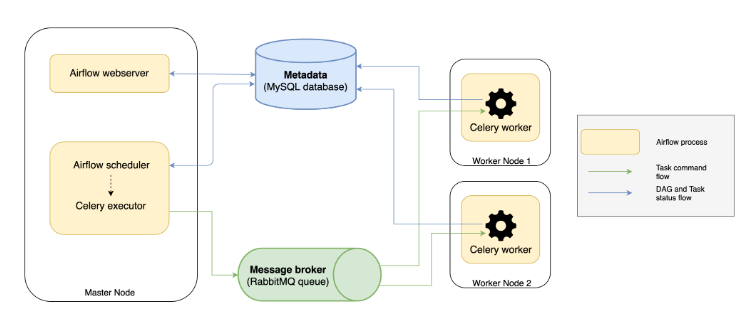 Airflow webserver
Airflow scheduler
Celery executor
Master Node
Metadata
(MySQL database)
Message broker
(RabbitMQ queue)
Celery worker
Worker Node 1
Celery worker
Worker Node 2
Airflow process
Task command
flow
DAG and Task
status flow